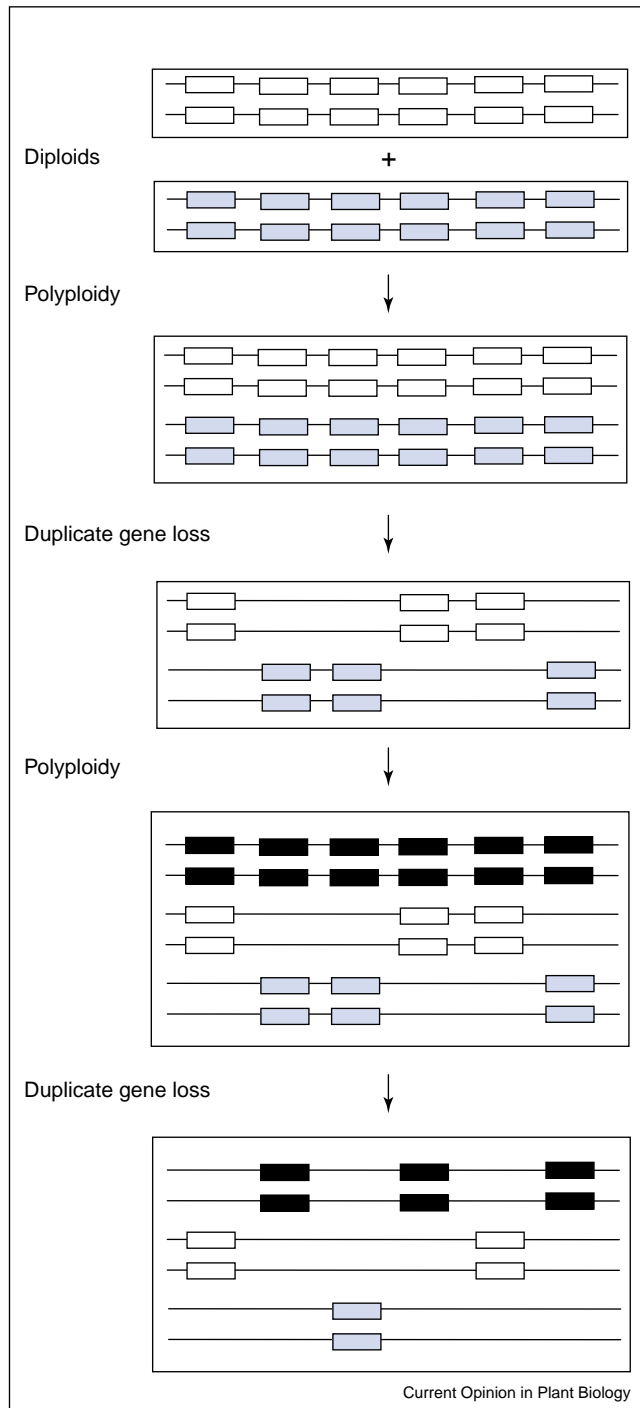 Diploids
+
Polyploidy
Duplicate gene loss
Polyploidy
Duplicate gene loss
Current Opinion in Plant Biology